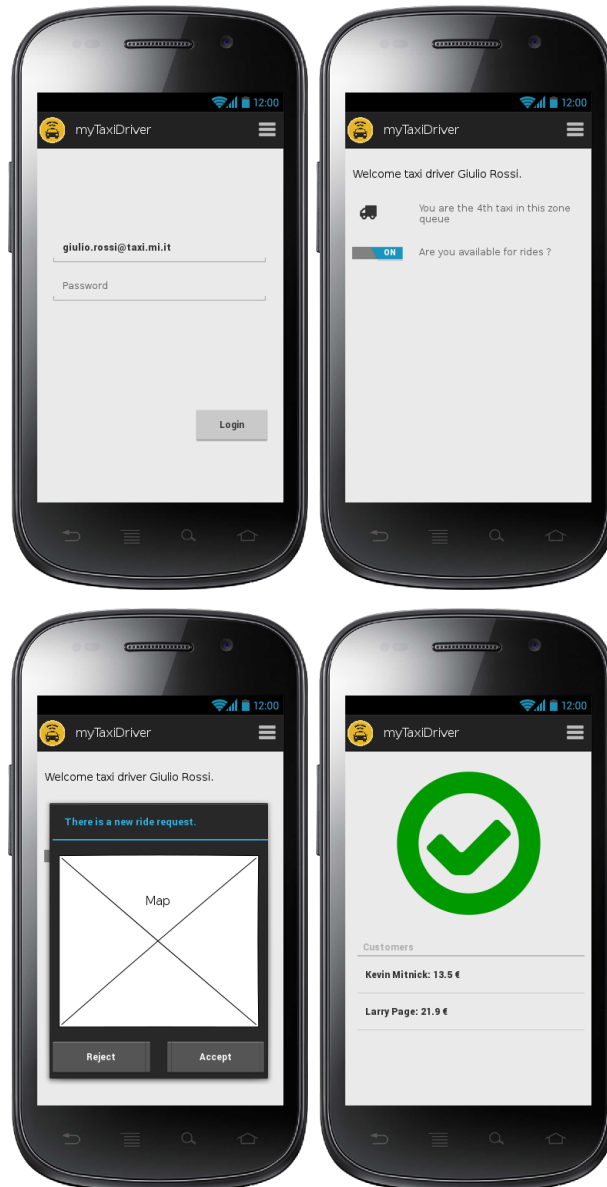 12:00
myTaxiDriver
giulio.rossi@taxi.mi.it
Password
Login
12:00
myTaxiDriver
Welcome taxi driver Giulio Rossi.
You are the 4th taxi in this zone
queue
ON
Are you available for rides ?
12:00
myTaxiDriver
Welcome taxi driver Giulio Rossi.
There is a new ride request.
Map
Reject
Accept
12:00
myTaxiDriver
Customers
Kevin Mitnick: 13.5 €
Larry Page: 21.9 €